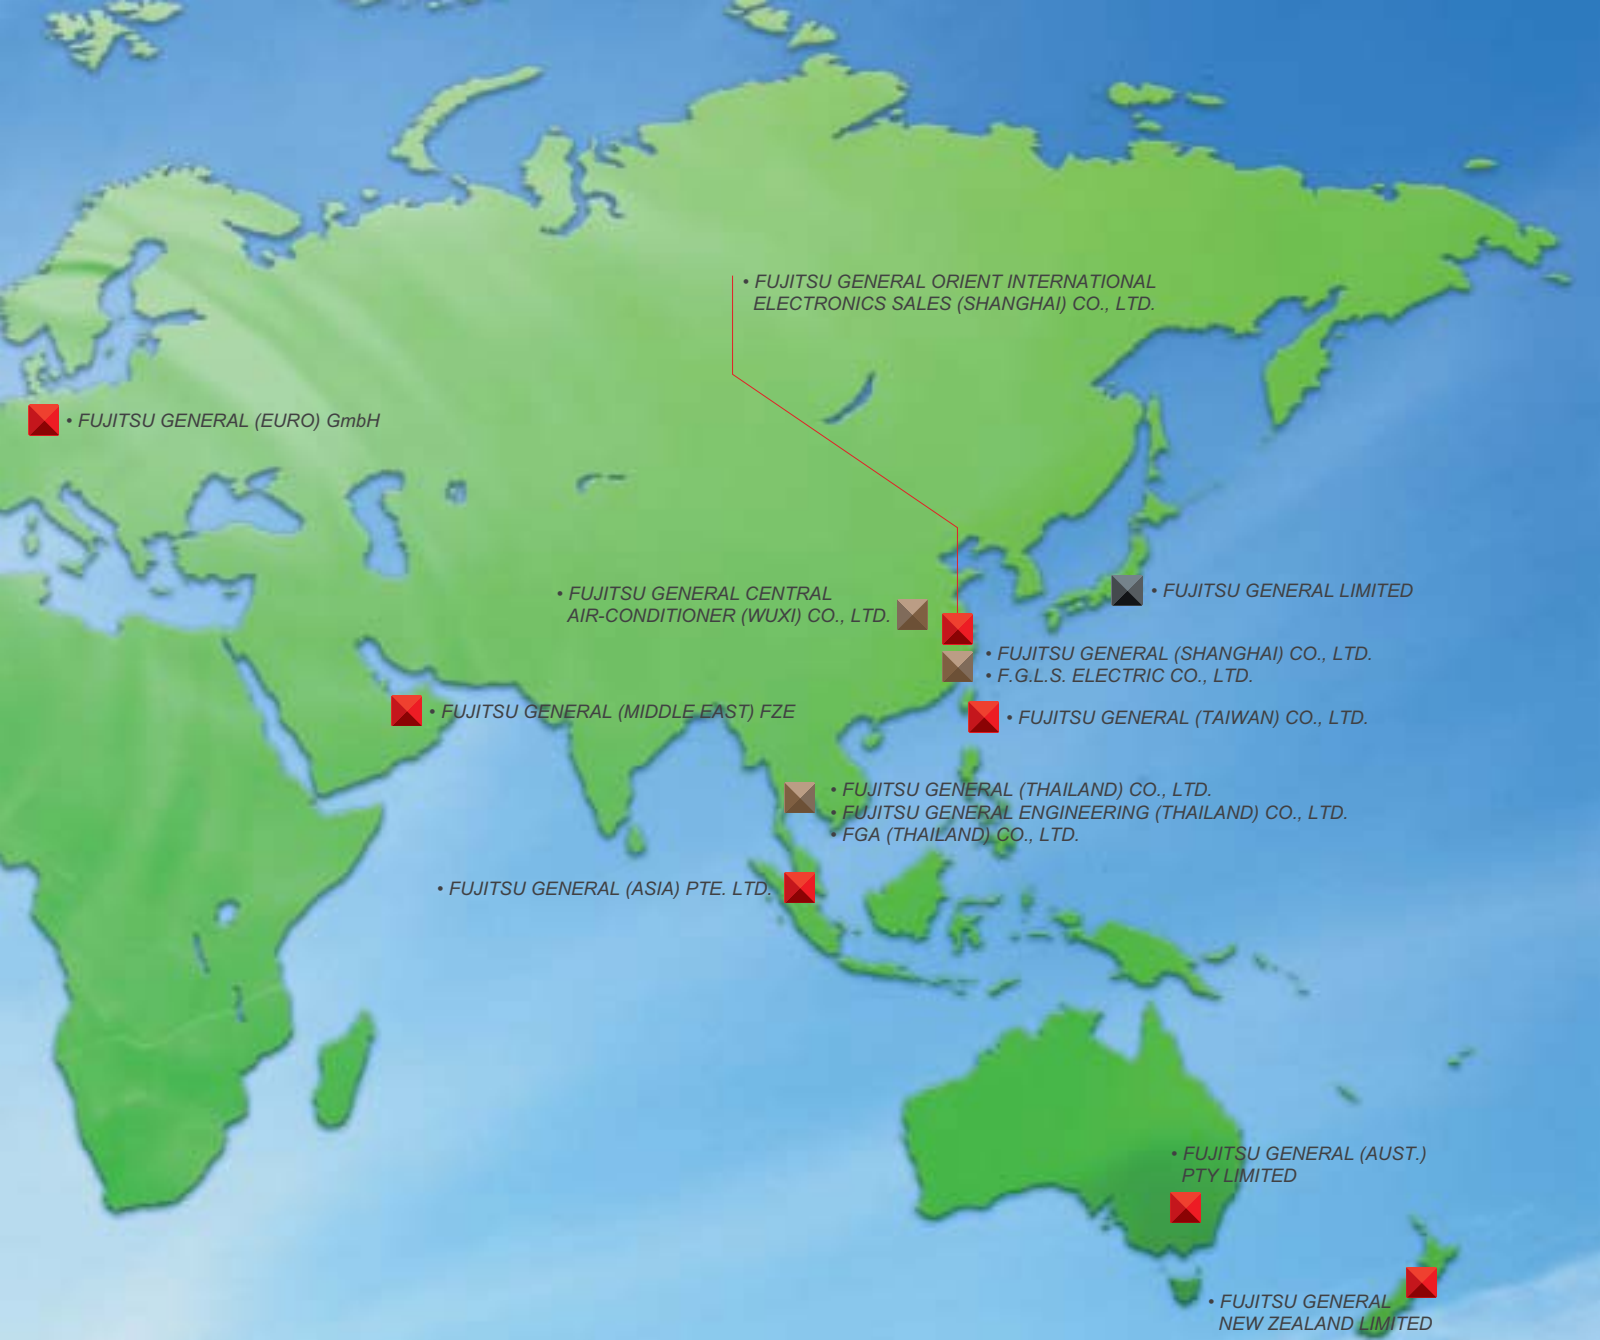 • FUJITSU GENERAL ORIENT INTERNATIONAL
ELECTRONICS SALES (SHANGHAI) CO., LTD.
• FUJITSU GENERAL (EURO) GmbH
• FUJITSU GENERAL CENTRAL
AIR-CONDITIONER (WUXI) CO., LTD.
• FUJITSU GENERAL LIMITED
• FUJITSU GENERAL (SHANGHAI) CO., LTD.
• F.G.L.S. ELECTRIC CO., LTD.
• FUJITSU GENERAL (MIDDLE EAST) FZE
• FUJITSU GENERAL (TAIWAN) CO., LTD.
• FUJITSU GENERAL (THAILAND) CO., LTD.
• FUJITSU GENERAL ENGINEERING (THAILAND) CO., LTD.
• FGA (THAILAND) CO., LTD.
• FUJITSU GENERAL (ASIA) PTE. LTD.
• FUJITSU GENERAL (AUST.)
PTY LIMITED
• FUJITSU GENERAL
NEW ZEALAND LIMITED